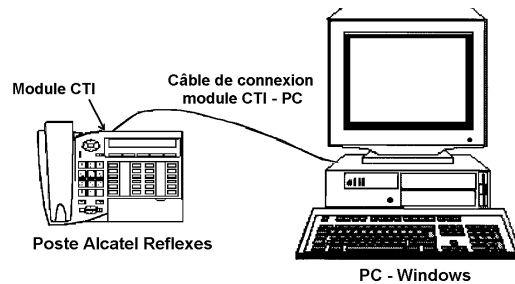 Module CTI
Câble de connexion
module CTI - PC
Poste Alcatel Reflexes
PC - Windows